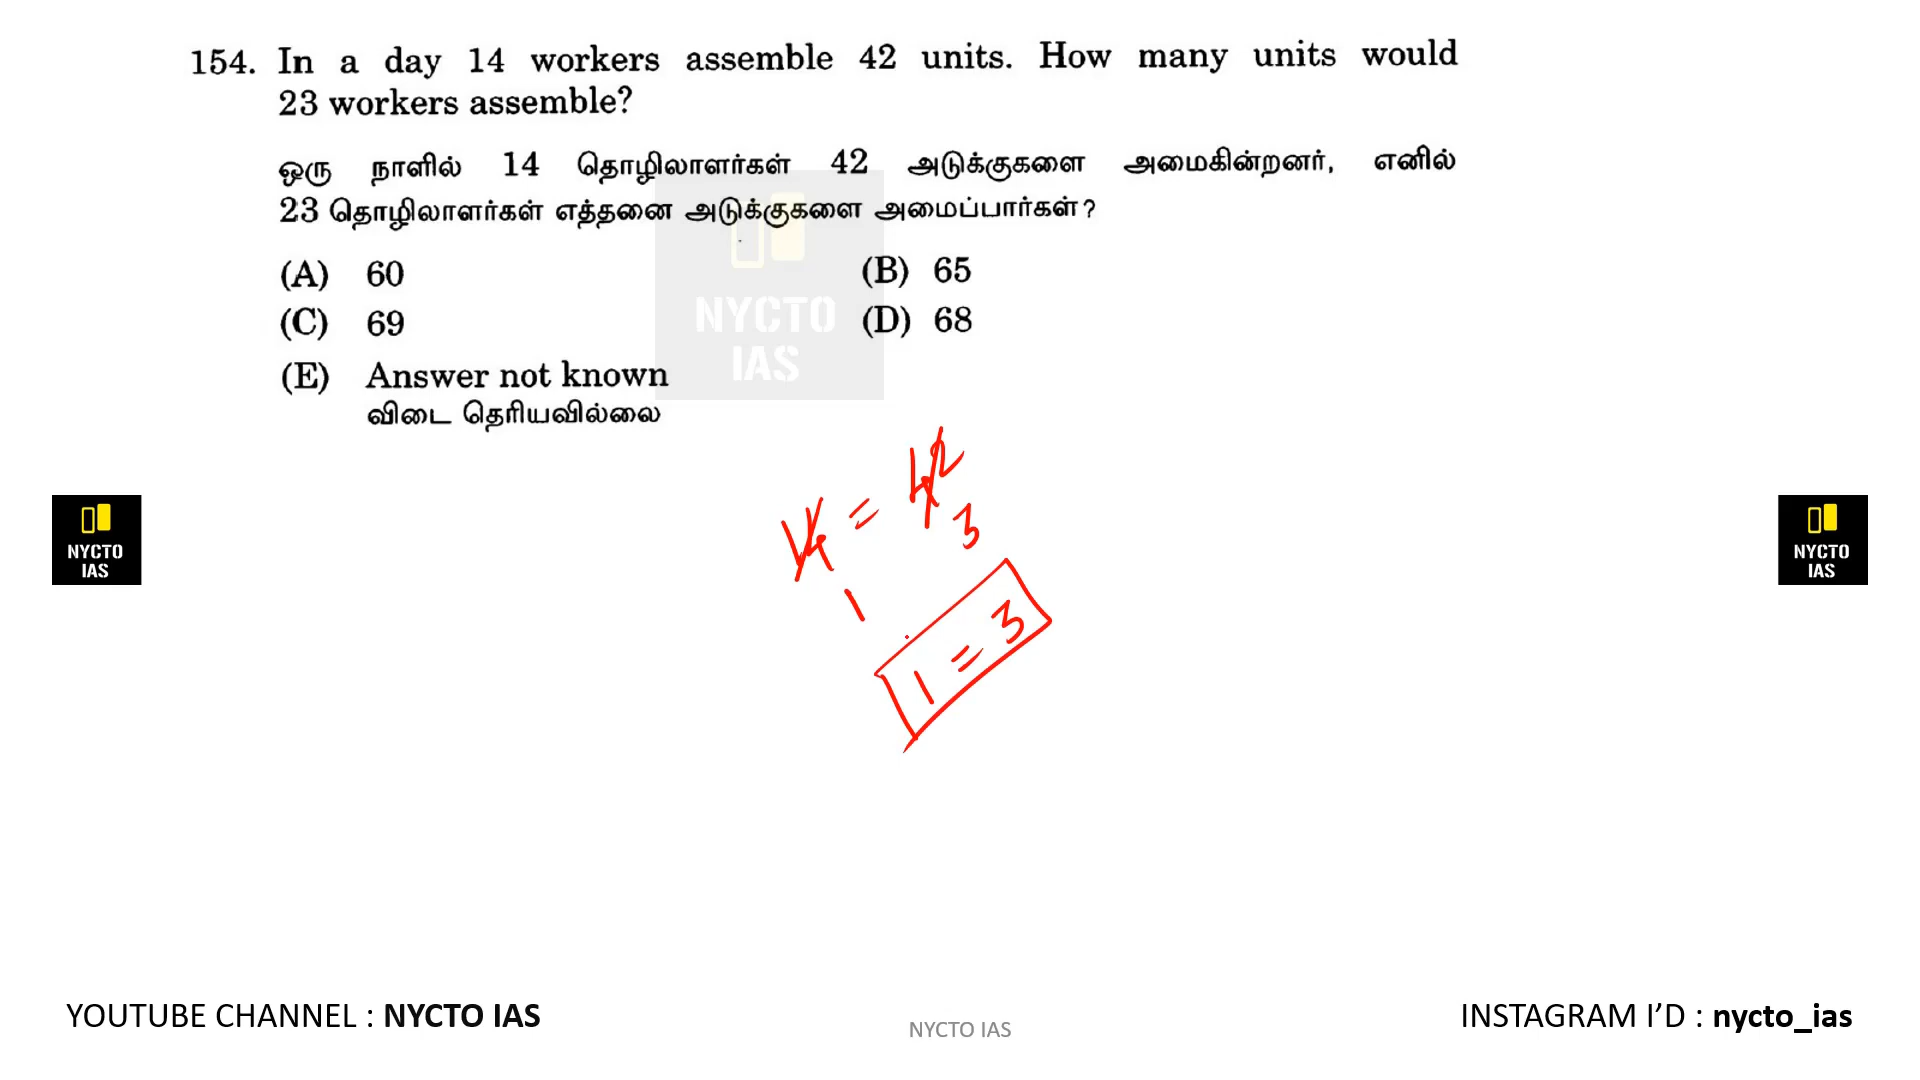 154. In a day 14 workers assemble 42 units. How many units would
23 workers assemble?
ஒரு நாளில் 14 தொழிலாளர்கள் 42 அடுக்குகளை அமைகின்றனர், எனில்
23 தொழிலாளர்கள் எத்தனை அடுக்குகளை அமைப்பார்கள்?
(A) 60 (B) 65
(C) 69 (D) 68
(E) Answer not known
விடை தெரியவில்லை
NYCTO
IAS
14 = 42
1 3
1 = 3
NYCTO
IAS
NYCTO
IAS
YOUTUBE CHANNEL : NYCTO IAS
NYCTO IAS
INSTAGRAM I’D : nycto_ias